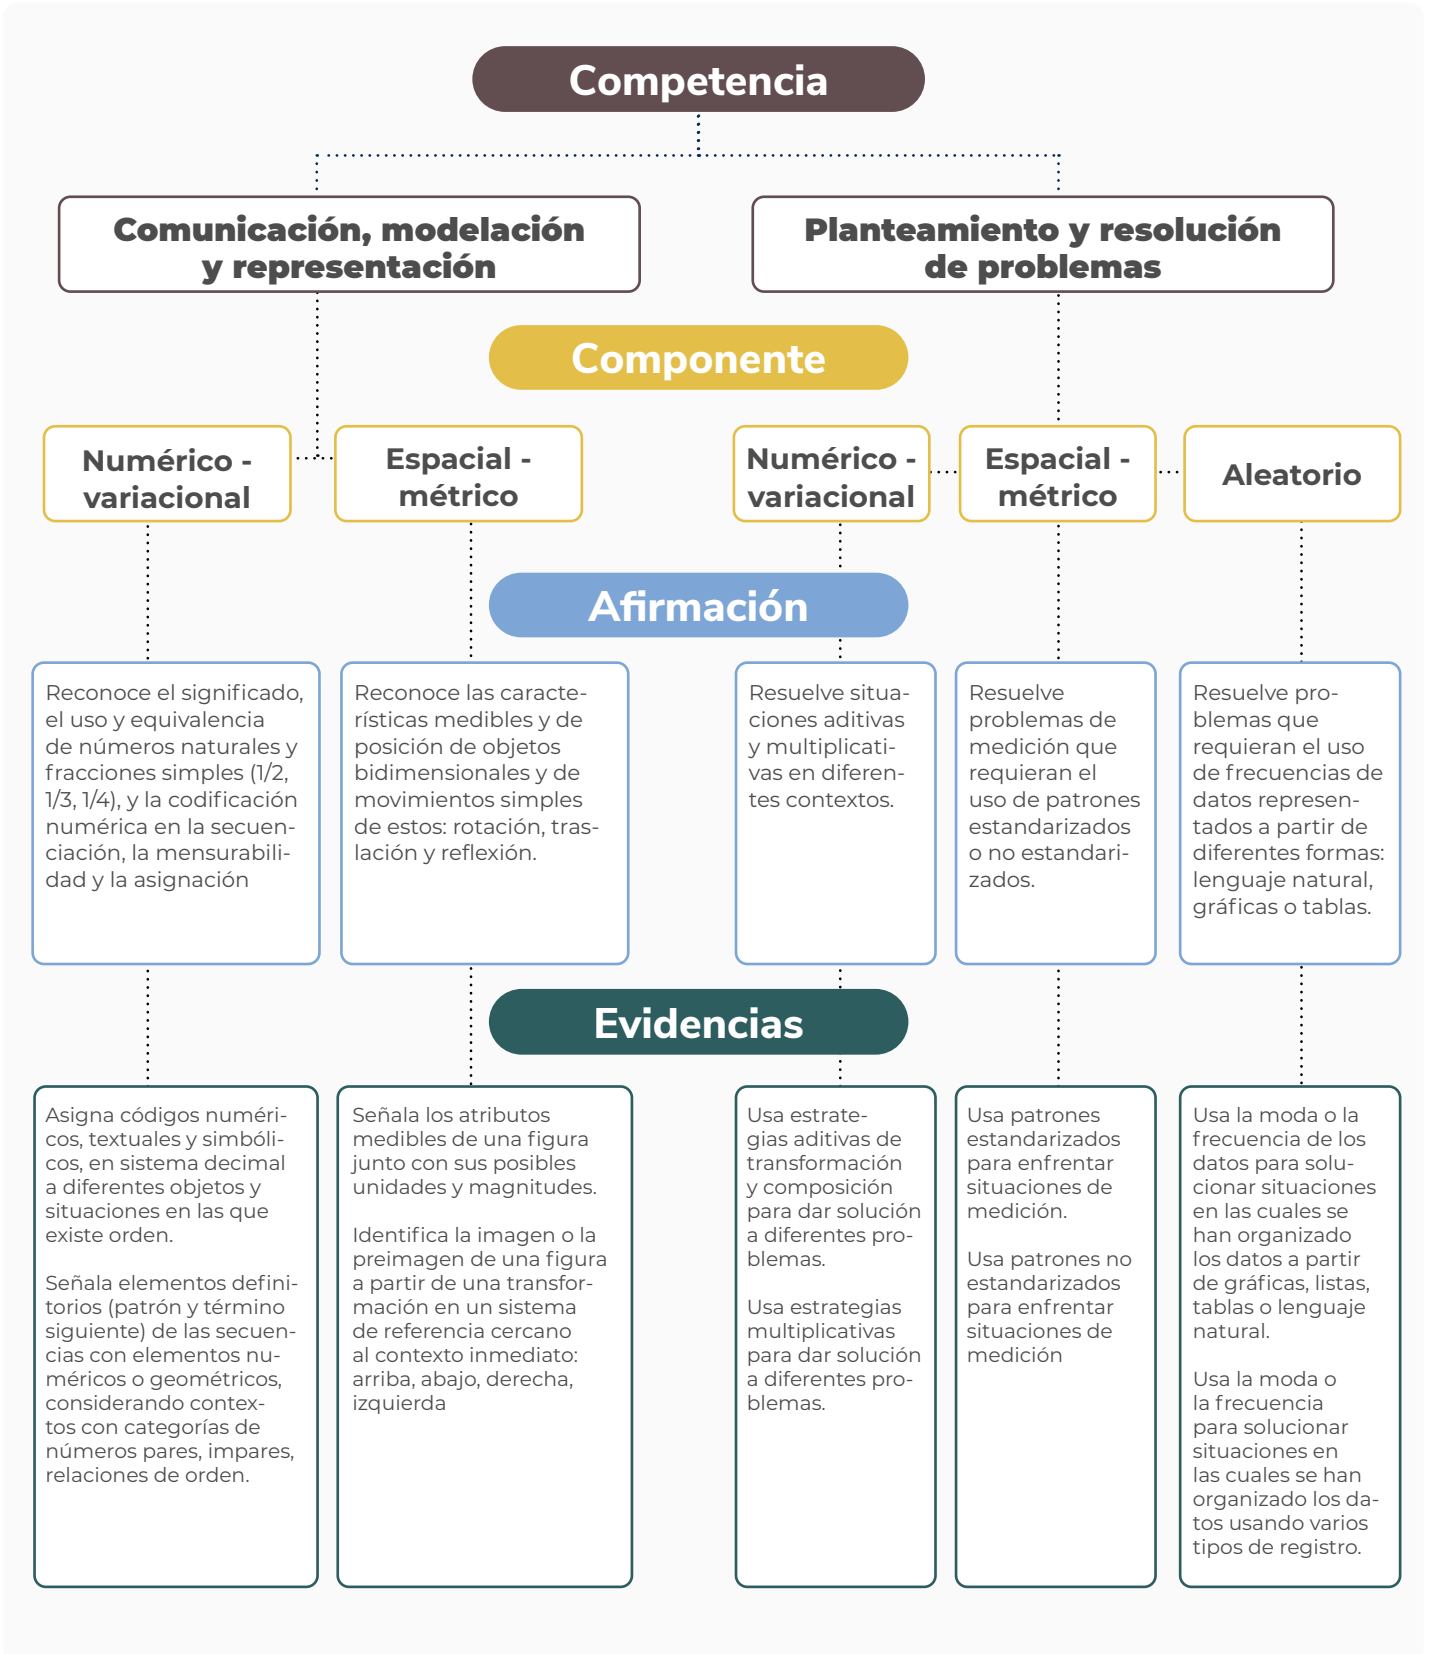 Competencia
Comunicación, modelación
y representación
Planteamiento y resolución
de problemas
Componente
Numérico -
variacional
Espacial -
métrico
Numérico -
variacional
Espacial -
métrico
Aleatorio
Afirmación
Reconoce el significado,
el uso y equivalencia
de números naturales y
fracciones simples (1/2,
1/3, 1/4), y la codificación
numérica en la secuen-
ciación, la mensurabili-
dad y la asignación
Reconoce las caracte-
rísticas medibles y de
posición de objetos
bidimensionales y de
movimientos simples
de estos: rotación, tras-
lación y reflexión.
Resuelve situa-
ciones aditivas
y multiplicati-
vas en diferen-
tes contextos.
Resuelve
problemas de
medición que
requieran el
uso de patrones
estandarizados
o no estandari-
zados.
Resuelve pro-
blemas que
requieran el uso
de frecuencias de
datos represen-
tados a partir de
diferentes formas:
lenguaje natural,
gráficas o tablas.
Evidencias
Asigna códigos numéri-
cos, textuales y simbóli-
cos, en sistema decimal
a diferentes objetos y
situaciones en las que
existe orden.
Señala elementos defini-
torios (patrón y término
siguiente) de las secuen-
cias con elementos nu-
méricos o geométricos,
considerando contex-
tos con categorías de
números pares, impares,
relaciones de orden.
Señala los atributos
medibles de una figura
junto con sus posibles
unidades y magnitudes.
Identifica la imagen o la
preimagen de una figura
a partir de una transfor-
mación en un sistema
de referencia cercano
al contexto inmediato:
arriba, abajo, derecha,
izquierda
Usa estrate-
gias aditivas de
transformación
y composición
para dar solución
a diferentes pro-
blemas.
Usa estrategias
multiplicativas
para dar solución
a diferentes pro-
blemas.
Usa patrones
estandarizados
para enfrentar
situaciones de
medición.
Usa patrones no
estandarizados
para enfrentar
situaciones de
medición
Usa la moda o la
frecuencia de los
datos para solu-
cionar situaciones
en las cuales se
han organizado
los datos a partir
de gráficas, listas,
tablas o lenguaje
natural.
Usa la moda o
la frecuencia
para solucionar
situaciones en
las cuales se han
organizado los da-
tos usando varios
tipos de registro.